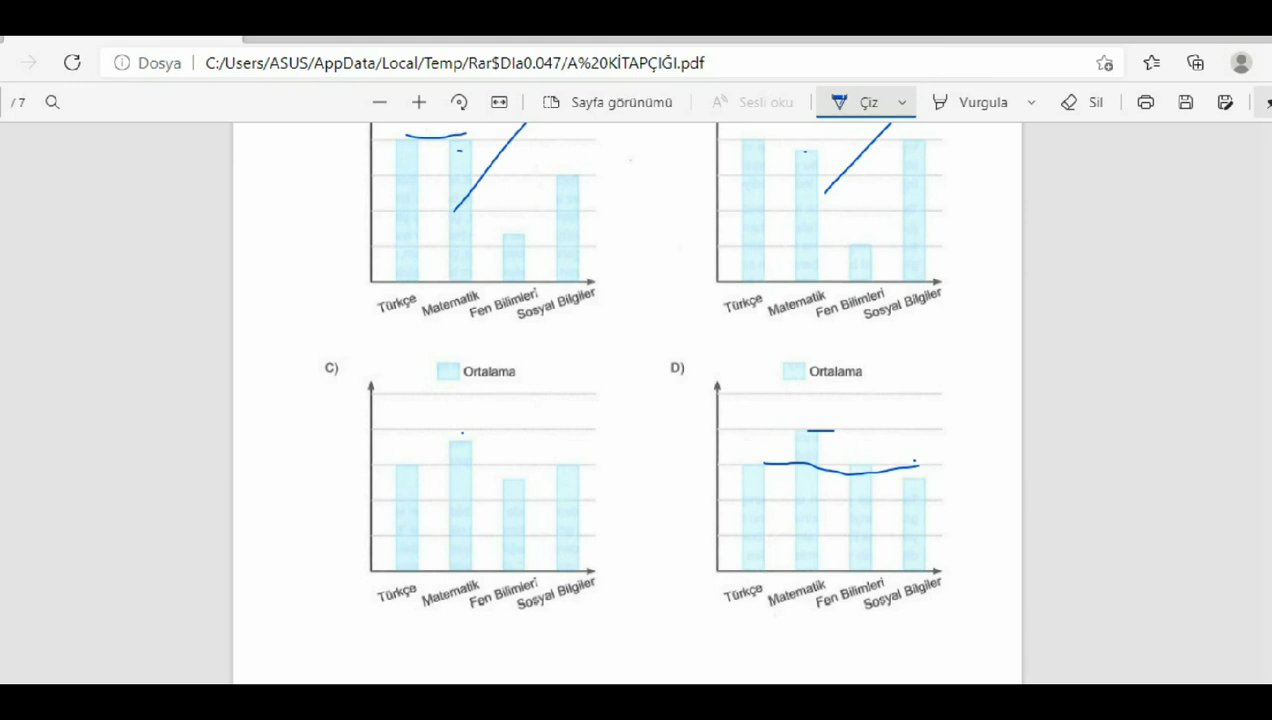 Dosya C:/Users/ASUS/AppData/Local/Temp/Rar$DIa0.047/A%20KİTAPÇIĞI.pdf
/7 Sayfa görünümü Sesli oku Çiz Vurgula Sil
Türkçe Matematik Fen Bilimleri Sosyal Bilgiler
Türkçe Matematik Fen Bilimleri Sosyal Bilgiler
C) Ortalama
D) Ortalama
Türkçe Matematik Fen Bilimleri Sosyal Bilgiler
Türkçe Matematik Fen Bilimleri Sosyal Bilgiler